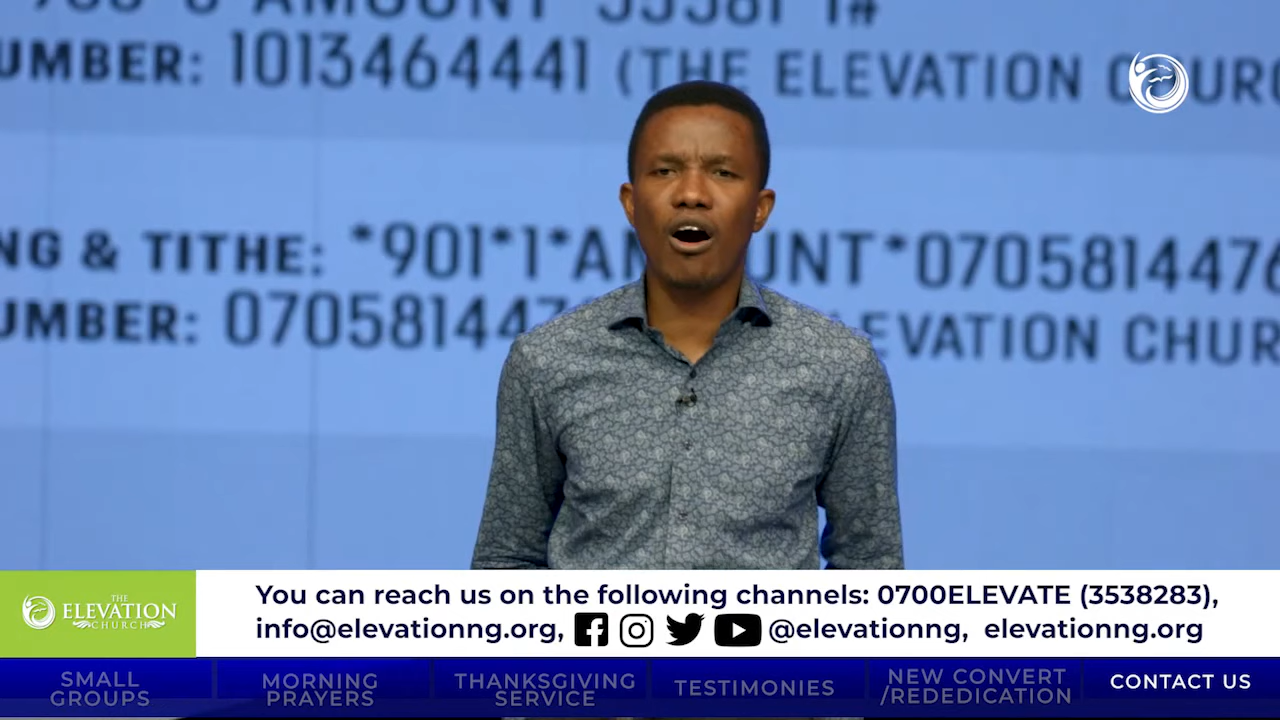 UMBER: 1013464441 (THE ELEVATION
NG & TITHE: *901*1*AM UNT*070581447
UMBER: 070581447 EVATION CHUR
THE
ELEVATION
CHURCH
You can reach us on the following channels: 0700ELEVATE (3538283),
info@elevationng.org, @elevationng, elevationng.org
SMALL
GROUPS
MORNING
PRAYERS
THANKSGIVING
SERVICE
TESTIMONIES
NEW CONVERT
/REDEDICATION
CONTACT US